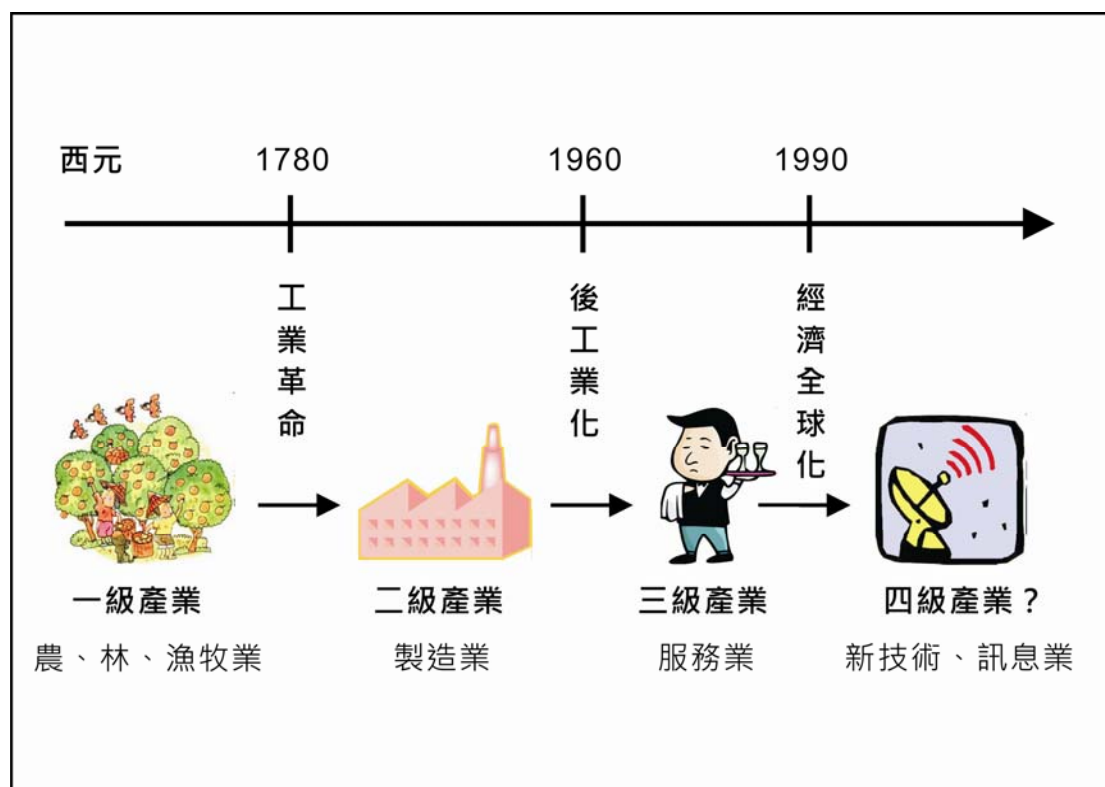 西元 1780 1960 1990
工業革命
後工業化
經濟全球化
一級產業 二級產業 三級產業 四級產業？
農、林、漁牧業 製造業 服務業 新技術、訊息業